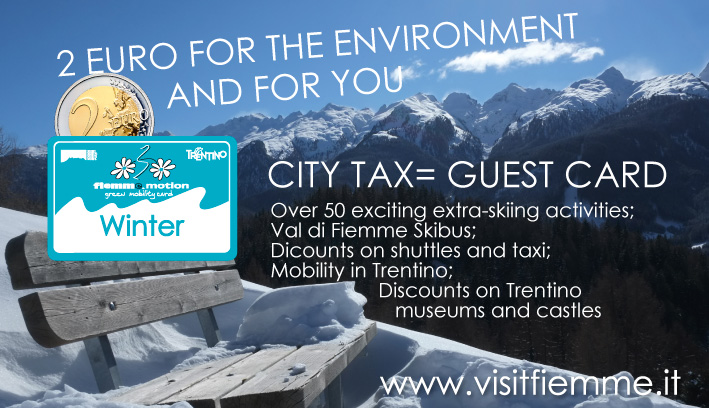 2 EURO FOR THE ENVIRONMENT
AND FOR YOU
2
TRENTINO
fiemm@.motion
green mobility card
Winter
CITY TAX= GUEST CARD
Over 50 exciting extra-skiing activities;
Val di Fiemme Skibus;
Dicounts on shuttles and taxi;
Mobility in Trentino;
Discounts on Trentino
museums and castles
www.visitfiemme.it